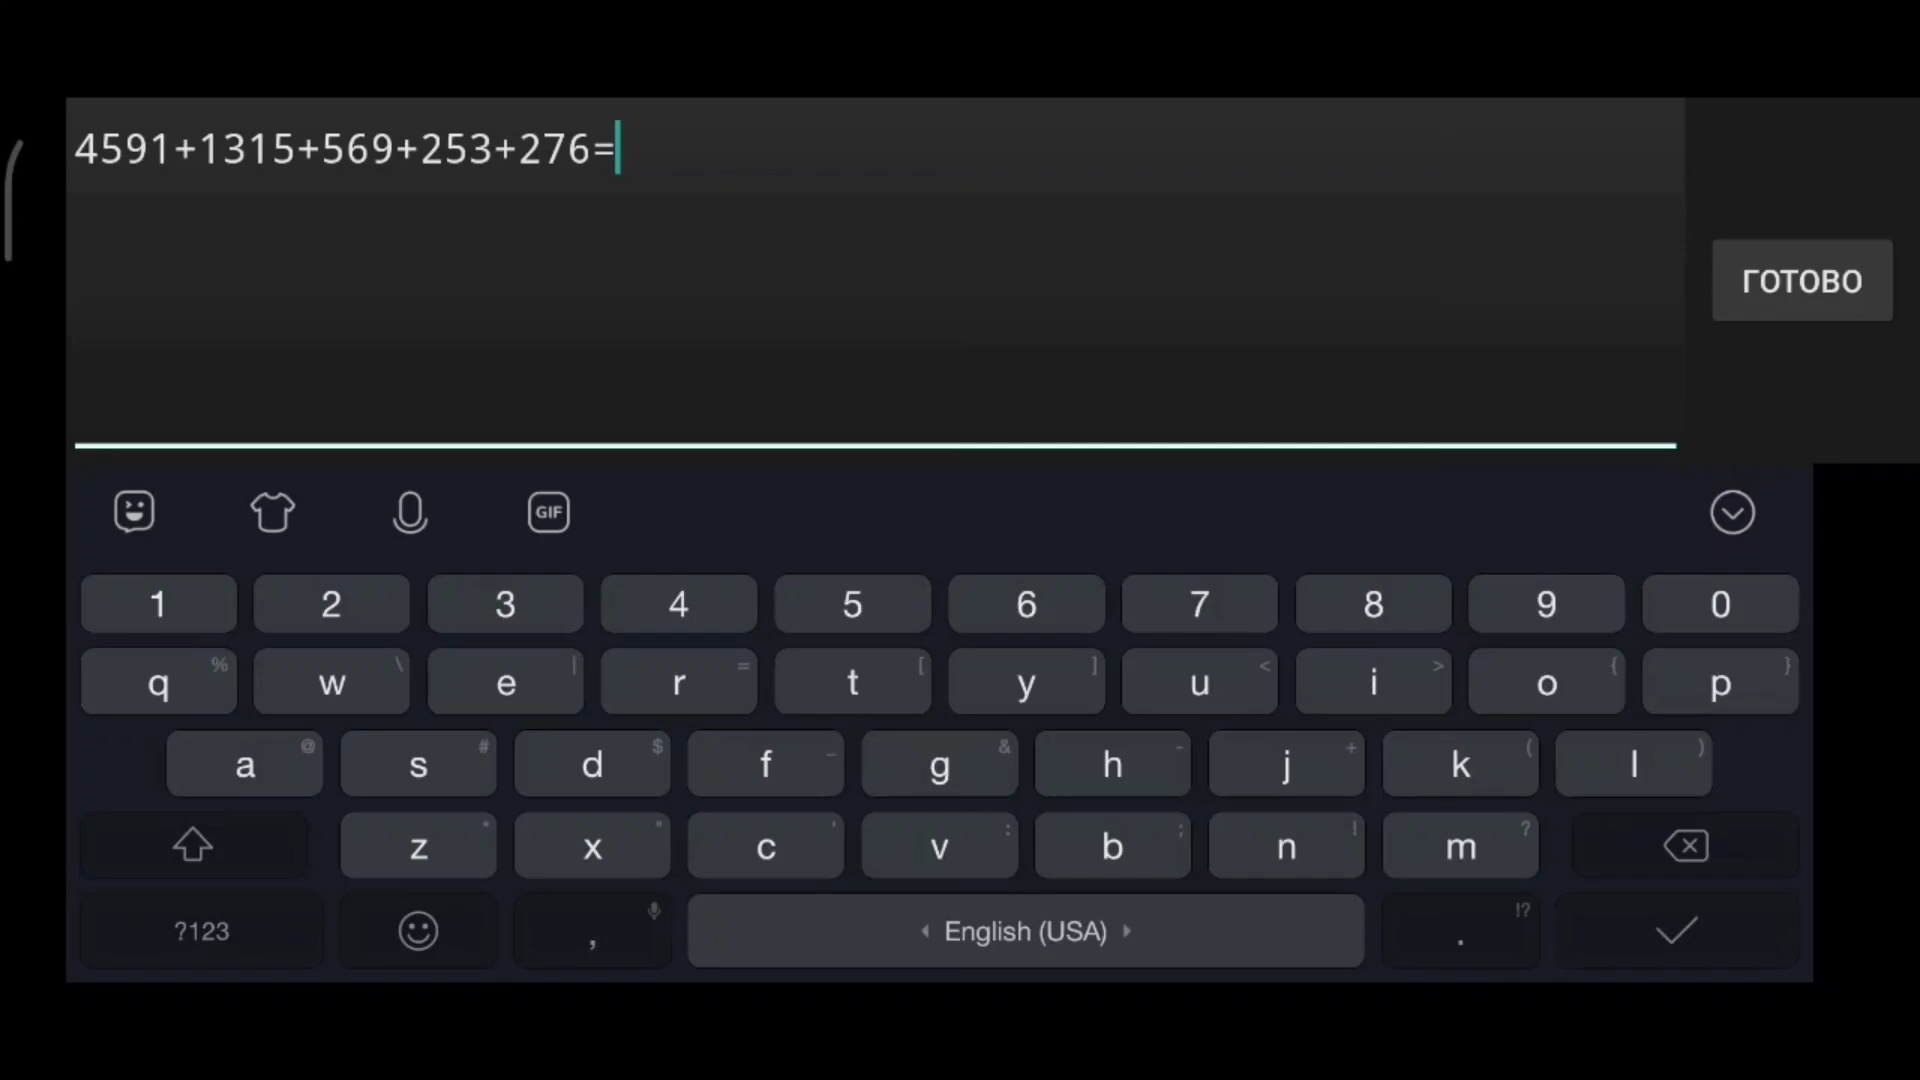 4591+1315+569+253+276=
ГОТОВО
GIF
1 2 3 4 5 6 7 8 9 0
q % w \ e | r = t [ y ] u < i > o { p }
a @ s # d $ f _ g & h - j + k ( l )
z * x " c ' v : b ; n ! m ?
?123 , English (USA) . !?